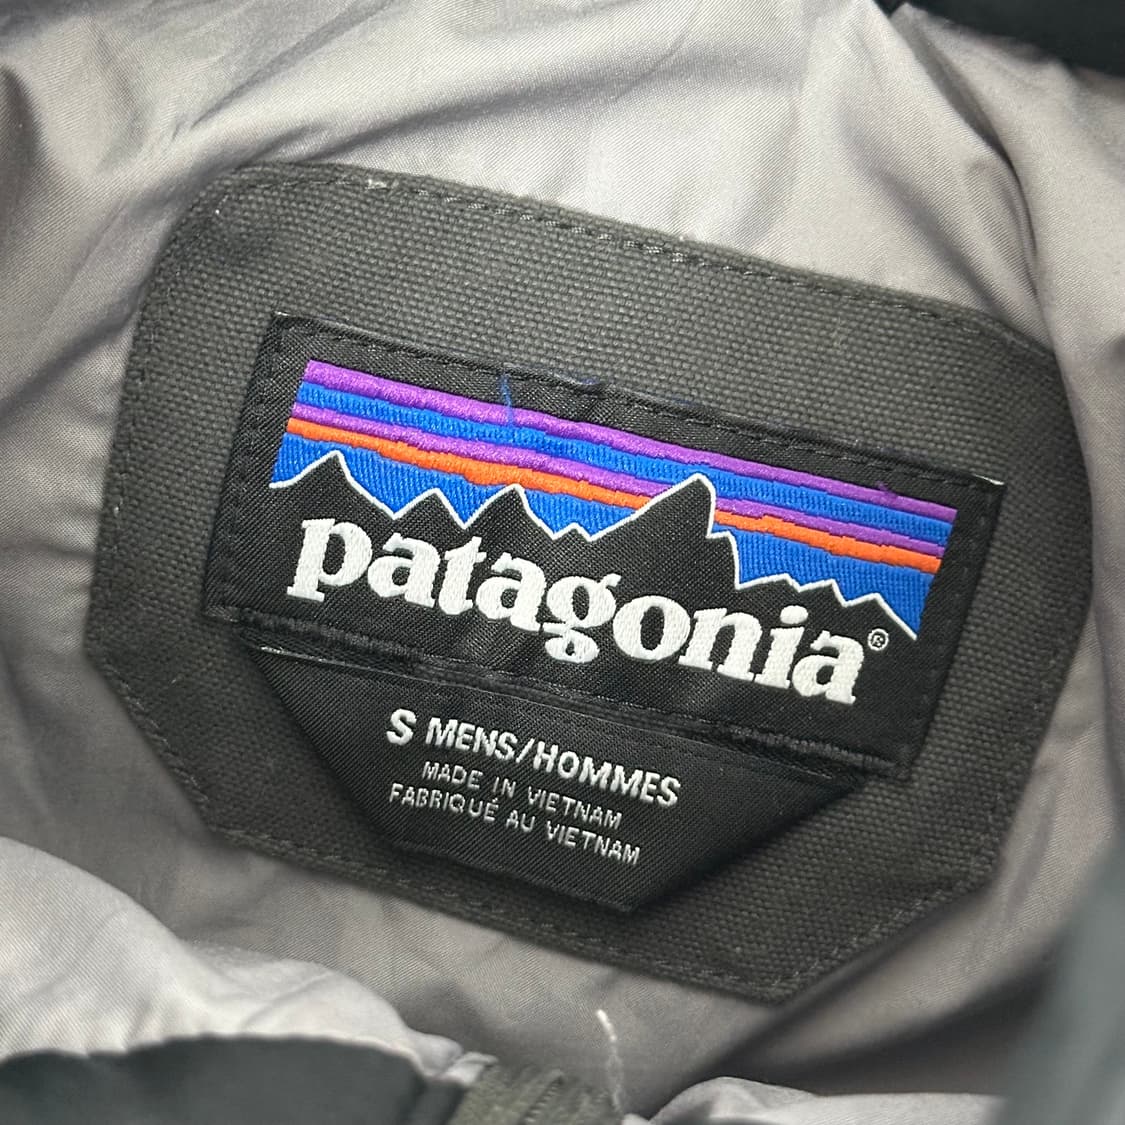 patagonia®
S MENS/HOMMES
MADE IN VIETNAM
FABRIQUÉ AU VIETNAM